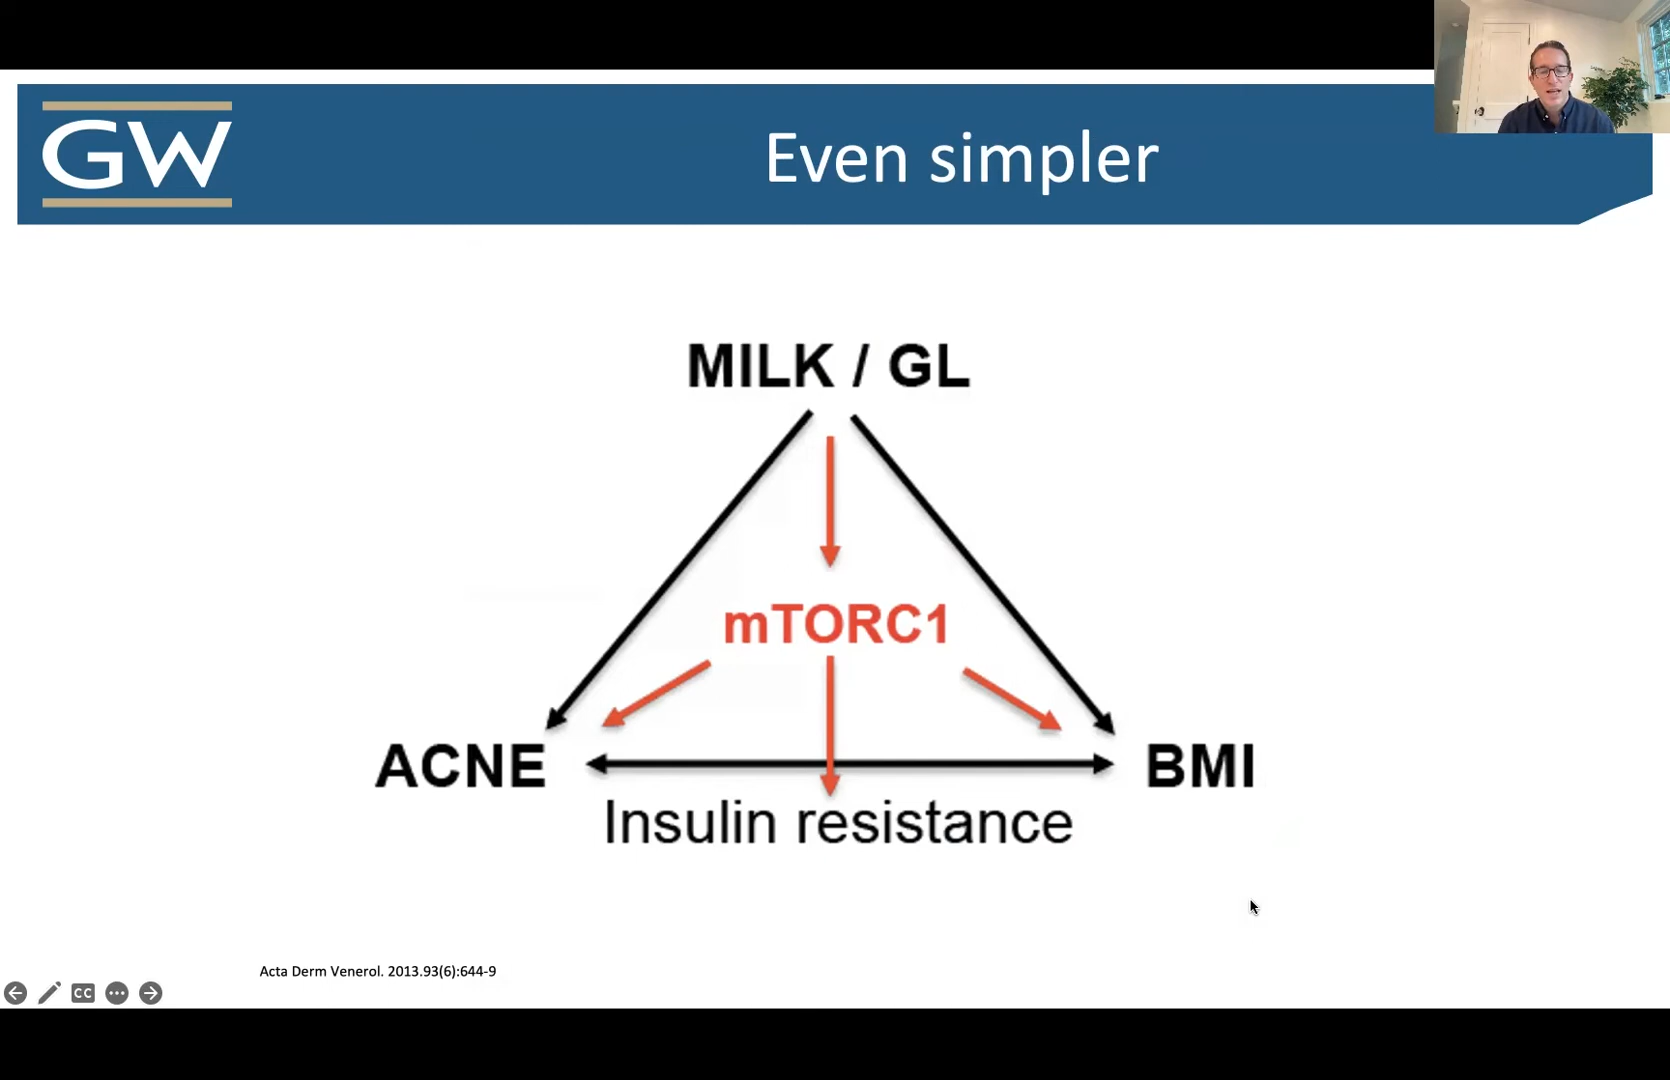 GW
Even simpler
MILK / GL
mTORC1
ACNE
BMI
Insulin resistance
Acta Derm Venerol. 2013.93(6):644-9
CC